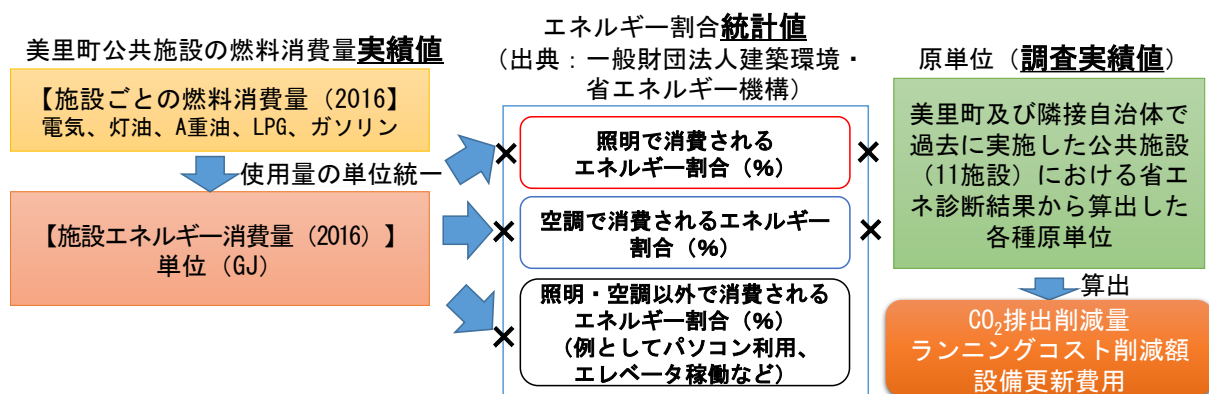 美里町公共施設の燃料消費量実績値
【施設ごとの燃料消費量（2016】
電気、灯油、A重油、LPG、ガソリン
使用量の単位統一
【施設エネルギー消費量（2016）】
単位（GJ）
エネルギー割合統計値
（出典：一般財団法人建築環境・
省エネルギー機構）
×
照明で消費される
エネルギー割合（%）
×
×
空調で消費されるエネルギー
割合（%）
×
×
照明・空調以外で消費される
エネルギー割合（%）
（例としてパソコン利用、
エレベータ稼働など）
原単位（調査実績値）
美里町及び隣接自治体で
過去に実施した公共施設
（11施設）における省エ
ネ診断結果から算出した
各種原単位
算出
CO₂排出削減量
ランニングコスト削減額
設備更新費用